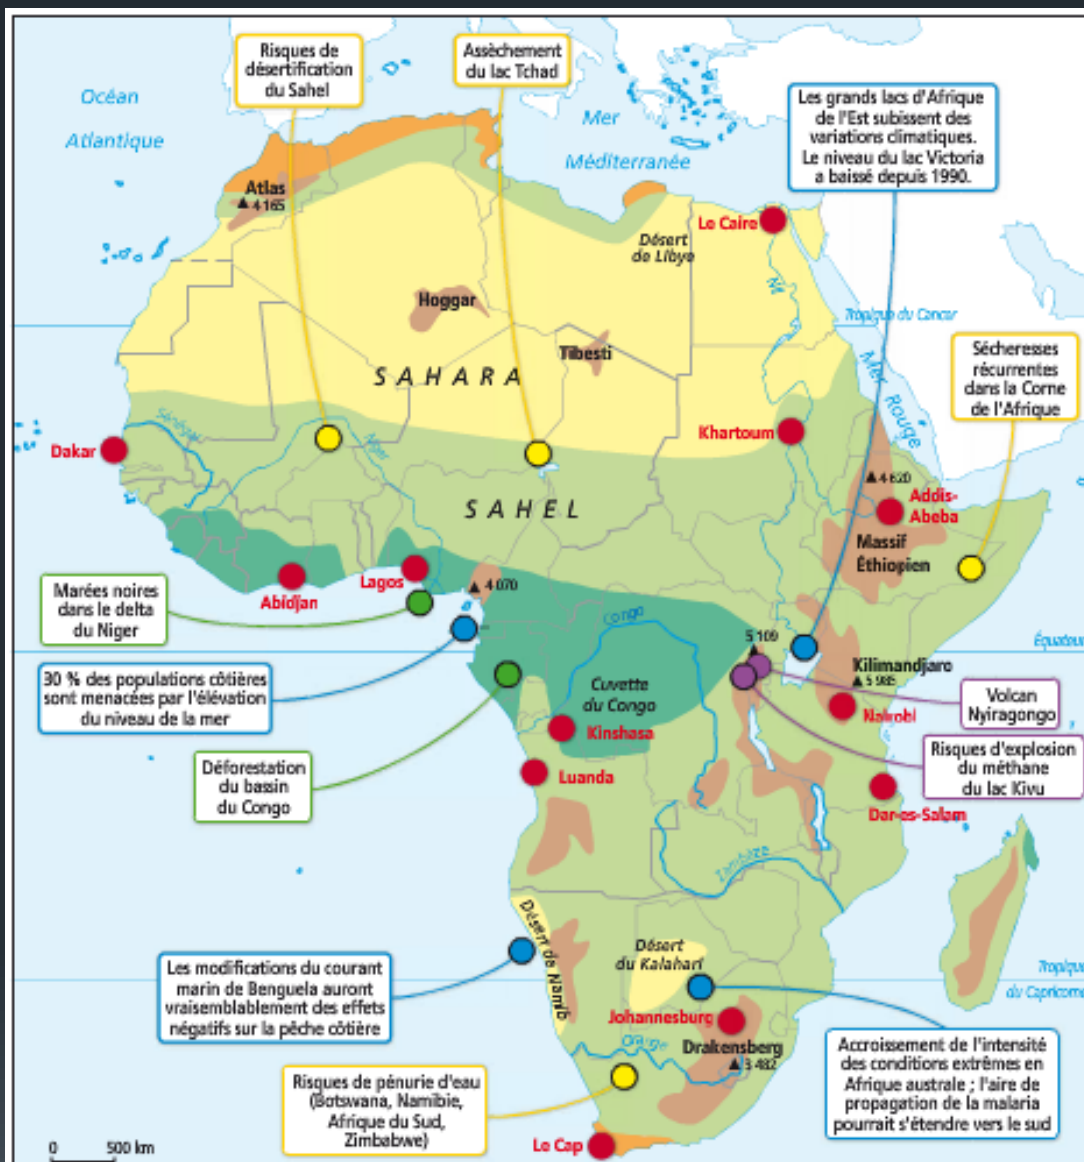 Risques de
désertification
du Sahel
Assèchement
du lac Tchad
Les grands lacs d'Afrique
de l'Est subissent des
variations climatiques.
Le niveau du lac Victoria
a baissé depuis 1990.
Océan
Atlantique
Mer
Méditerranée
Atlas
▲ 4 165
Le Caire
Désert
de Libye
Nil
Hoggar
Tropique du Cancer
Tibesti
SAHARA
Mer Rouge
Sécheresses
récurrentes
dans la Corne
de l'Afrique
Sénégal
Niger
Dakar
Khartoum
▲ 4 620
SAHEL
Addis-
Abeba
Massif
Éthiopien
Marées noires
dans le delta
du Niger
Abidjan
Lagos
▲ 4 070
Congo
5 109
▲
Équateur
30 % des populations côtières
sont menacées par l'élévation
du niveau de la mer
Cuvette
du Congo
Kilimandjaro
▲ 5 985
Volcan
Nyiragongo
Kinshasa
Nairobi
Déforestation
du bassin
du Congo
Luanda
Risques d'explosion
du méthane
du lac Kivu
Dar-es-Salam
Zambèze
Désert de Namib
Désert
du Kalahari
Tropique
du Capricorne
Les modifications du courant
marin de Benguela auront
vraisemblablement des effets
négatifs sur la pêche côtière
Johannesburg
Orange
Drakensberg
▲ 3 482
Accroissement de l'intensité
des conditions extrêmes en
Afrique australe ; l'aire de
propagation de la malaria
pourrait s'étendre vers le sud
Risques de pénurie d'eau
(Botswana, Namibie,
Afrique du Sud,
Zimbabwe)
Le Cap
0 500 km